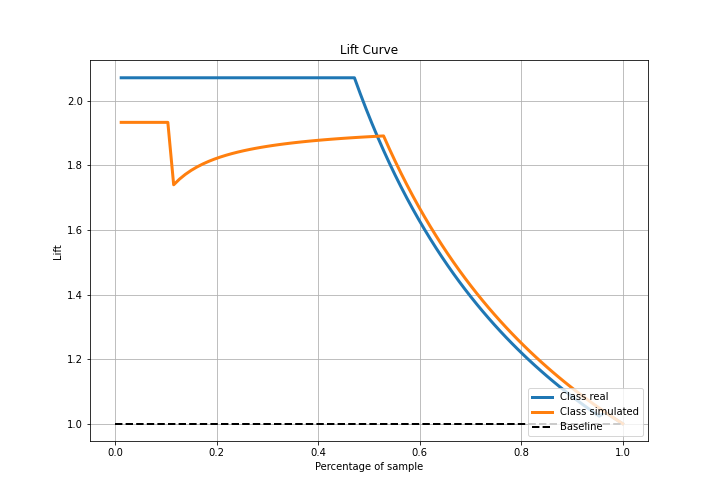 Lift Curve
Lift
2.0
1.8
1.6
1.4
1.2
1.0
0.0 0.2 0.4 0.6 0.8 1.0
Percentage of sample
Class real
Class simulated
Baseline